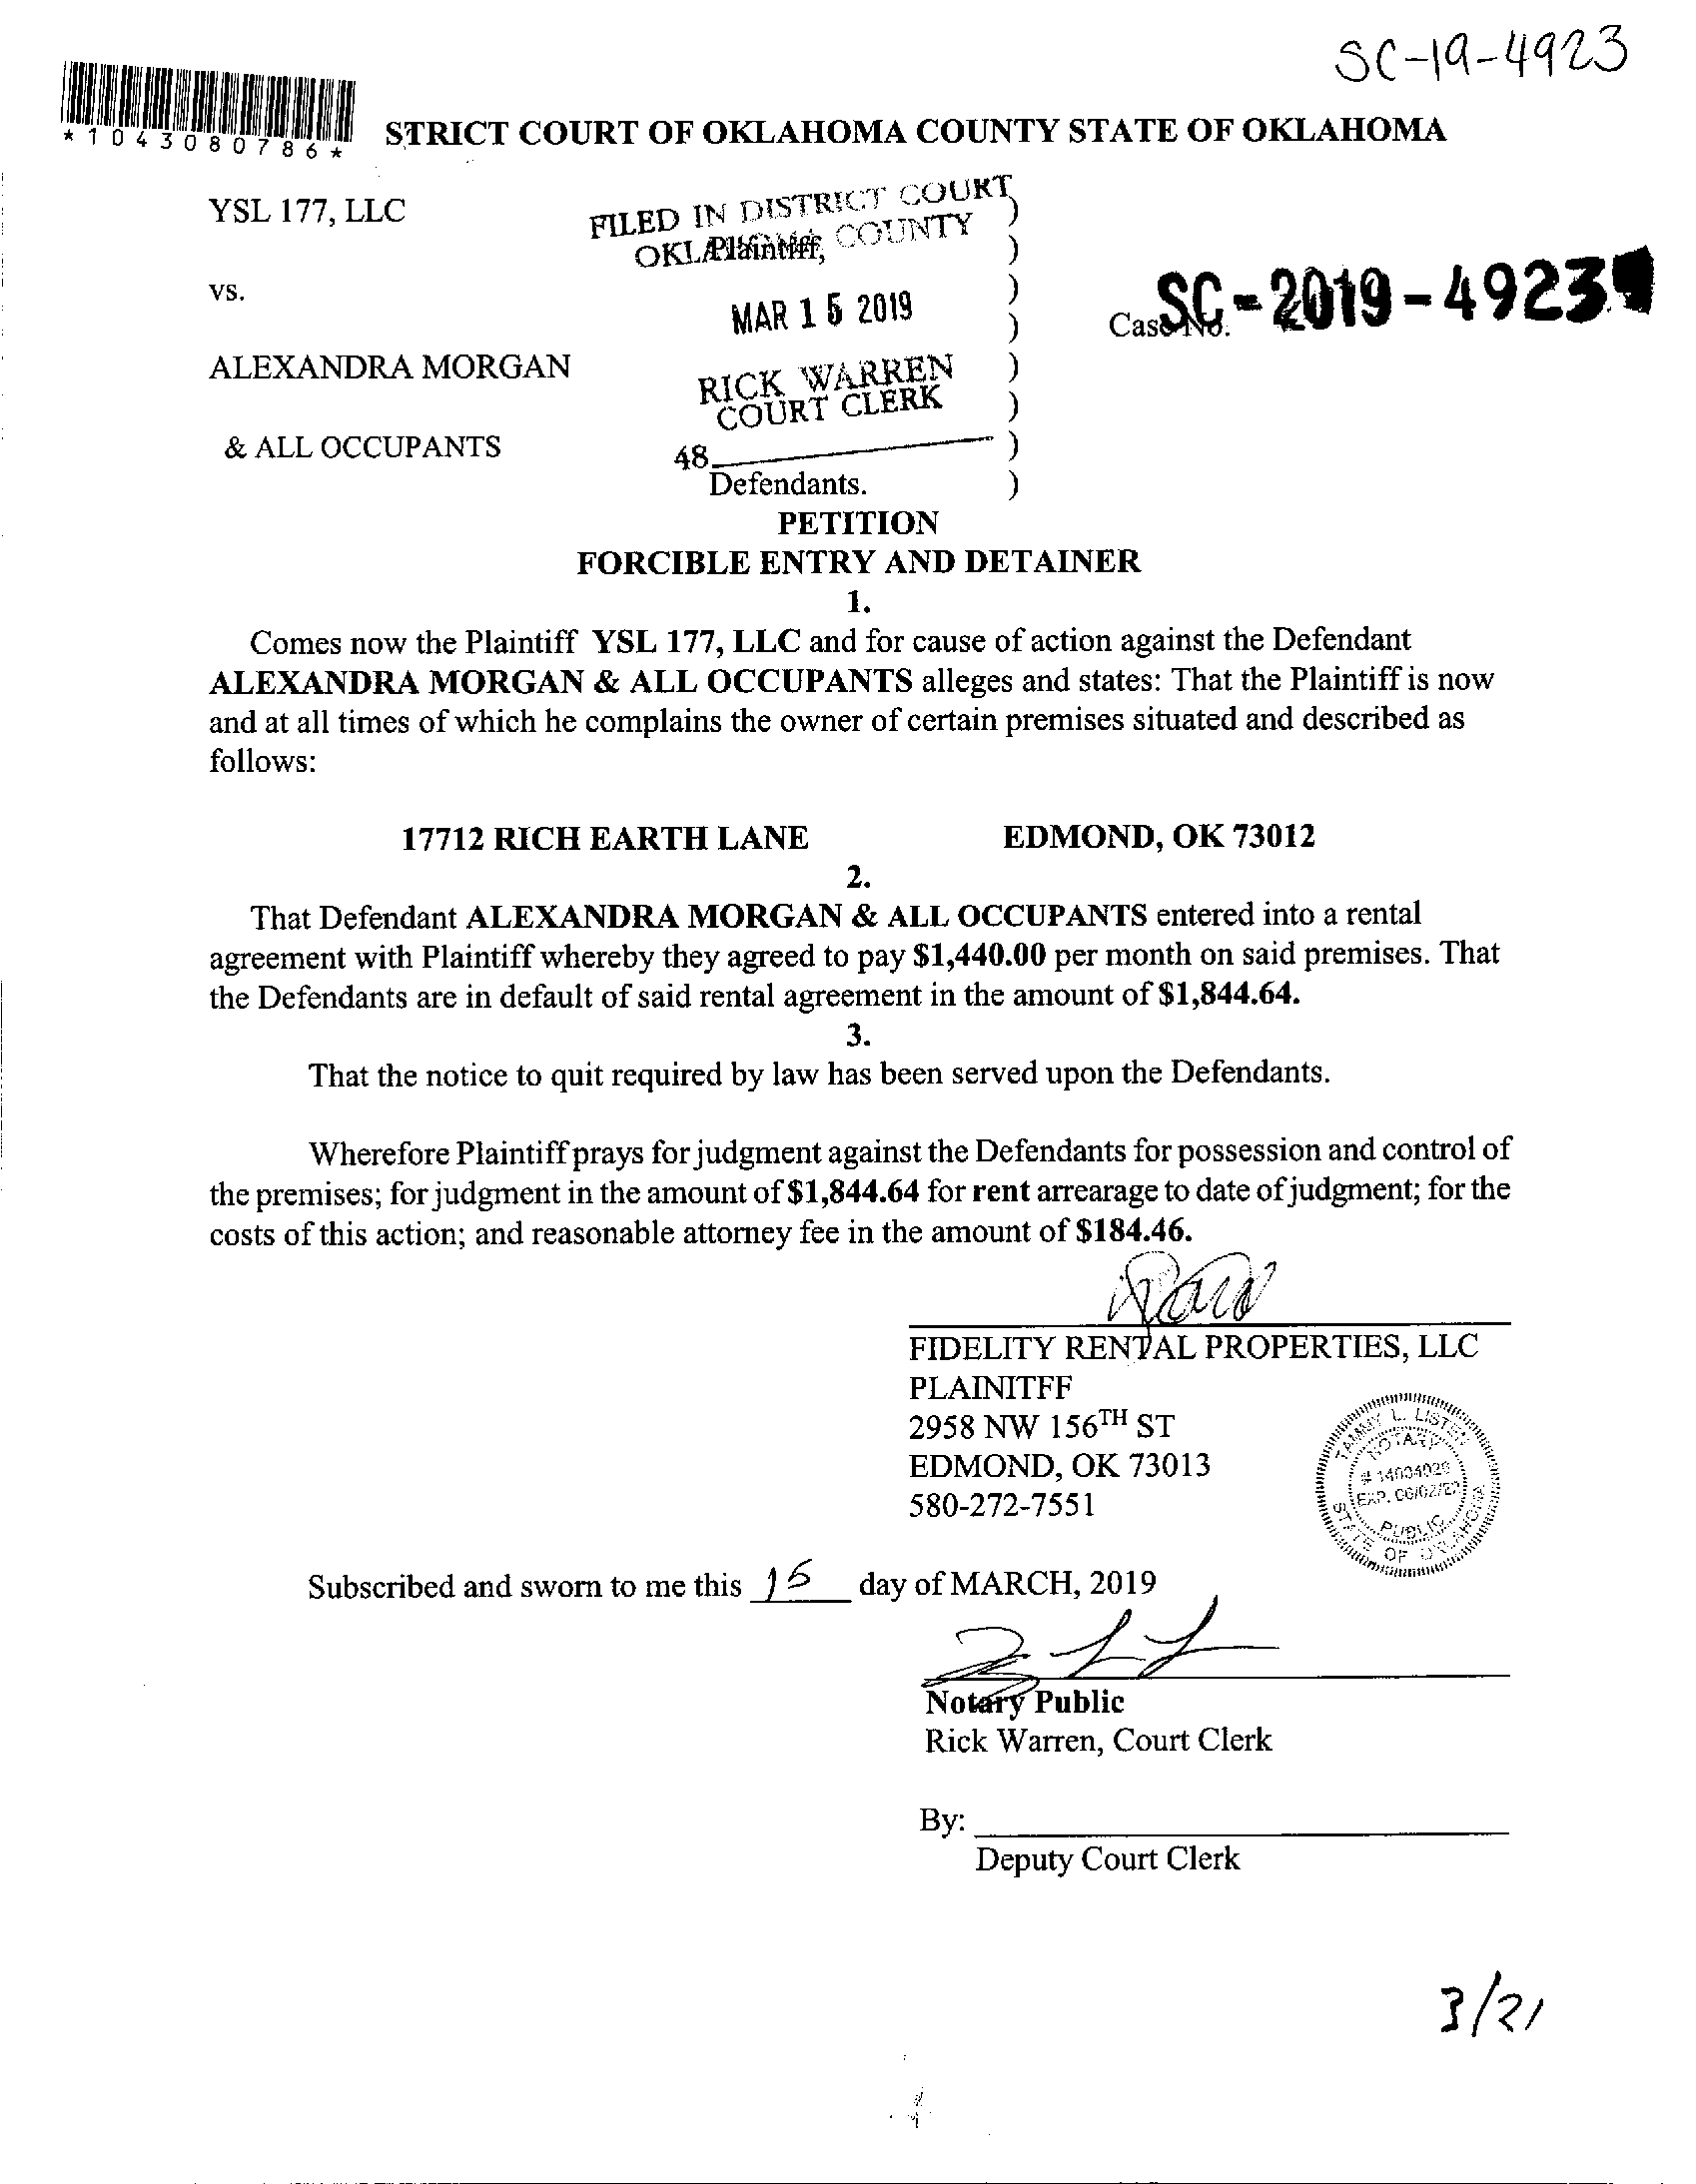 SC-19-4923
*1043080786*
STRICT COURT OF OKLAHOMA COUNTY STATE OF OKLAHOMA
YSL 177, LLC
FILED IN DISTRICT COURT
OKLAHOMA COUNTY
Plaintiff,
)
)
vs.
)
MAR 15 2019
)
Case No.
SC-2019-4923
ALEXANDRA MORGAN
)
RICK WARREN
COURT CLERK
)
& ALL OCCUPANTS
48
)
Defendants.
)
PETITION
FORCIBLE ENTRY AND DETAINER
1.
Comes now the Plaintiff YSL 177, LLC and for cause of action against the Defendant
ALEXANDRA MORGAN & ALL OCCUPANTS alleges and states: That the Plaintiff is now
and at all times of which he complains the owner of certain premises situated and described as
follows:
17712 RICH EARTH LANE EDMOND, OK 73012
2.
That Defendant ALEXANDRA MORGAN & ALL OCCUPANTS entered into a rental
agreement with Plaintiff whereby they agreed to pay $1,440.00 per month on said premises. That
the Defendants are in default of said rental agreement in the amount of $1,844.64.
3.
That the notice to quit required by law has been served upon the Defendants.
Wherefore Plaintiff prays for judgment against the Defendants for possession and control of
the premises; for judgment in the amount of $1,844.64 for rent arrearage to date of judgment; for the
costs of this action; and reasonable attorney fee in the amount of $184.46.
FIDELITY RENTAL PROPERTIES, LLC
PLAINITFF
2958 NW 156TH ST
EDMOND, OK 73013
580-272-7551
TAMMY L. LISTEN
NOTARY
# 14034020
EXP. 06/02/22
PUBLIC
STATE OF OKLAHOMA
Subscribed and sworn to me this 15 day of MARCH, 2019
Notary Public
Rick Warren, Court Clerk
By:
Deputy Court Clerk
3/21